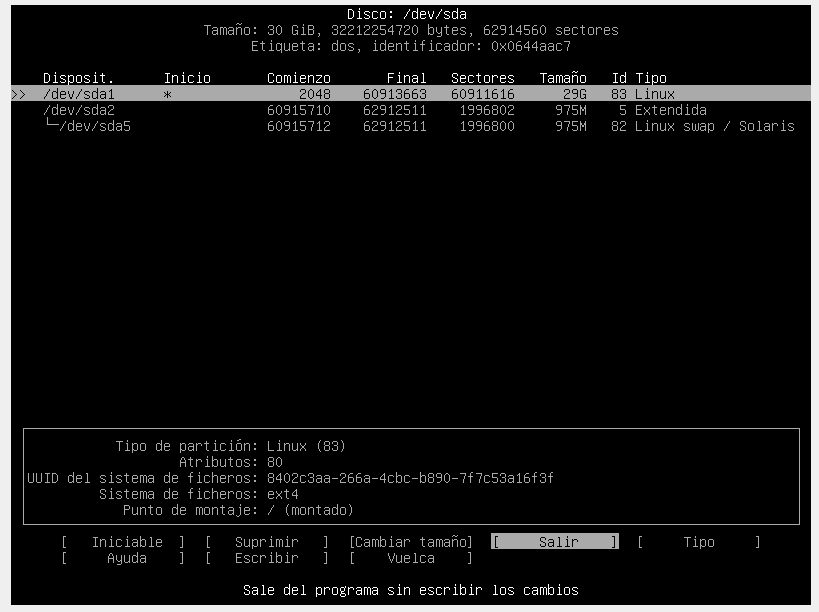 Disco: /dev/sda
Tamaño: 30 GiB, 32212254720 bytes, 62914560 sectores
Etiqueta: dos, identificador: 0x0644aac7
Disposit. Inicio Comienzo Final Sectores Tamaño Id Tipo
>> /dev/sda1 * 2048 60913663 60911616 29G 83 Linux
/dev/sda2 60915710 62912511 1996802 975M 5 Extendida
└─/dev/sda5 60915712 62912511 1996800 975M 82 Linux swap / Solaris
Tipo de partición: Linux (83)
Atributos: 80
UUID del sistema de ficheros: 8402c3aa-266a-4cbc-b890-7f7c53a16f3f
Sistema de ficheros: ext4
Punto de montaje: / (montado)
[ Iniciable ] [ Suprimir ] [Cambiar tamaño] [ Salir ] [ Tipo ]
[ Ayuda ] [ Escribir ] [ Vuelca ]
Sale del programa sin escribir los cambios